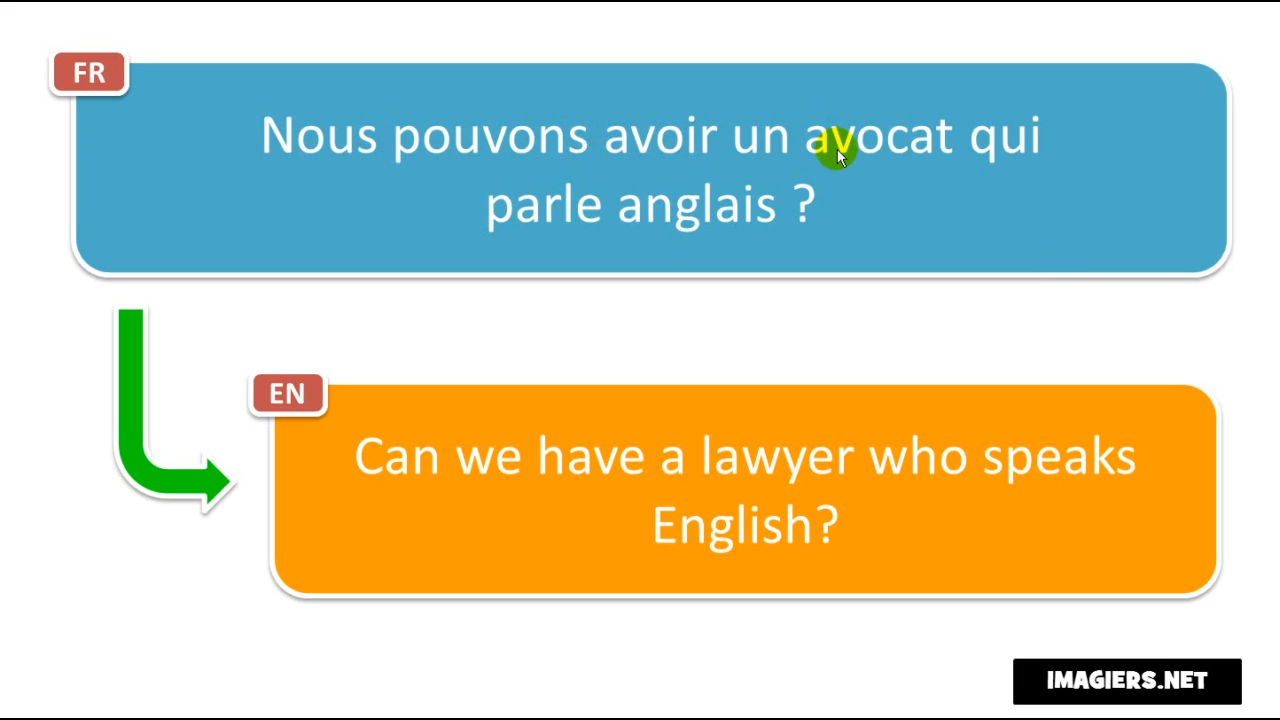 FR
Nous pouvons avoir un avocat qui
parle anglais ?
EN
Can we have a lawyer who speaks
English?
IMAGIERS.NET